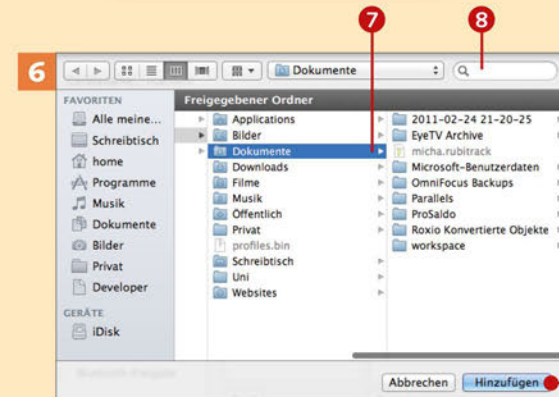 7
8
6
Dokumente
FAVORITEN
Alle meine...
Schreibtisch
home
Programme
Musik
Dokumente
Bilder
Privat
Developer
GERÄTE
iDisk
Freigegebener Ordner
Applications
Bilder
Dokumente
Downloads
Filme
Musik
Öffentlich
Privat
profiles.bin
Schreibtisch
Uni
Websites
2011-02-24 21-20-25
EyeTV Archive
micha.rubitrack
Microsoft-Benutzerdaten
OmniFocus Backups
Parallels
ProSaldo
Roxio Konvertierte Objekte
workspace
Abbrechen
Hinzufügen